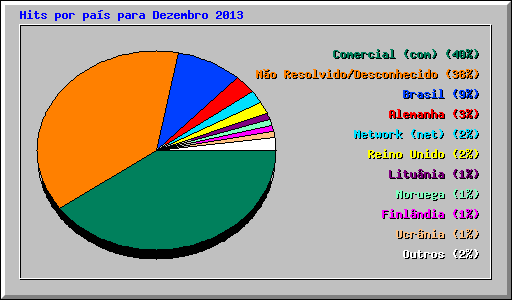 Hits por país para Dezembro 2013
Comercial (com) (40%)
Não Resolvido/Desconhecido (38%)
Brasil (9%)
Alemanha (3%)
Network (net) (2%)
Reino Unido (2%)
Lituânia (1%)
Noruega (1%)
Finlândia (1%)
Ucrânia (1%)
Outros (2%)